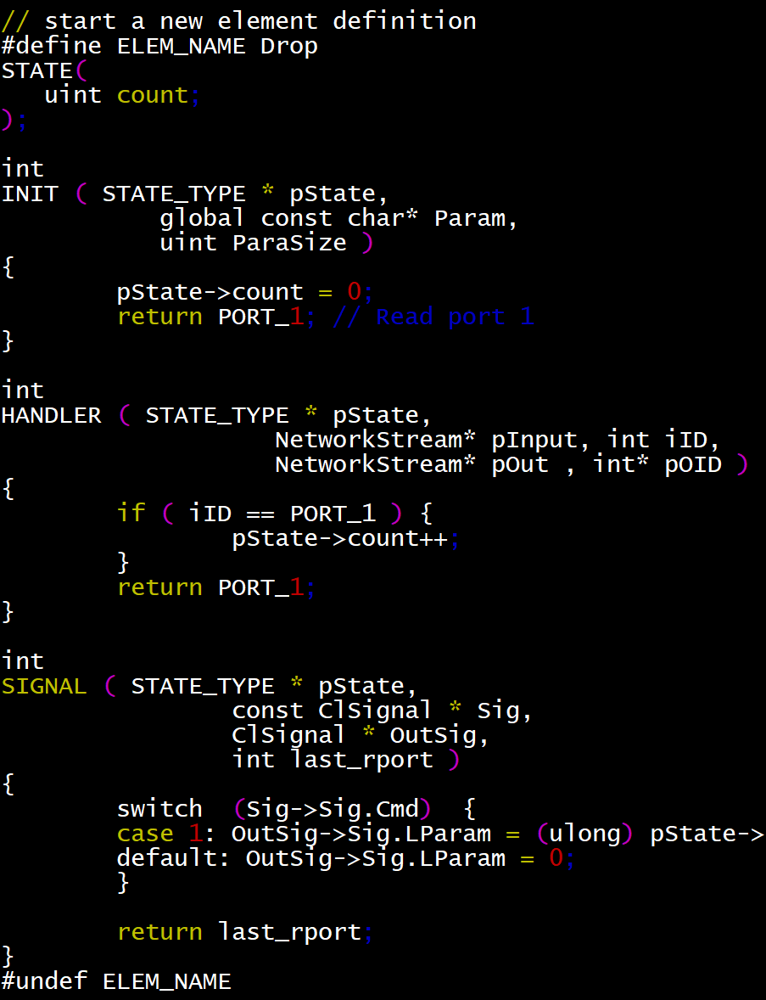 // start a new element definition
#define ELEM_NAME Drop
STATE(
   uint count;
);

int
INIT ( STATE_TYPE * pState,
           global const char* Param,
           uint ParaSize )
{
        pState->count = 0;
        return PORT_1; // Read port 1
}

int
HANDLER ( STATE_TYPE * pState,
                   NetworkStream* pInput, int iID,
                   NetworkStream* pOut , int* pOID )
{
        if ( iID == PORT_1 ) {
                pState->count++;
        }
        return PORT_1;
}

int
SIGNAL ( STATE_TYPE * pState,
                const ClSignal * Sig,
                ClSignal * OutSig,
                int last_rport )
{
        switch  (Sig->Sig.Cmd)  {
        case 1: OutSig->Sig.LParam = (ulong) pState->
        default: OutSig->Sig.LParam = 0;
        }

        return last_rport;
}
#undef ELEM_NAME